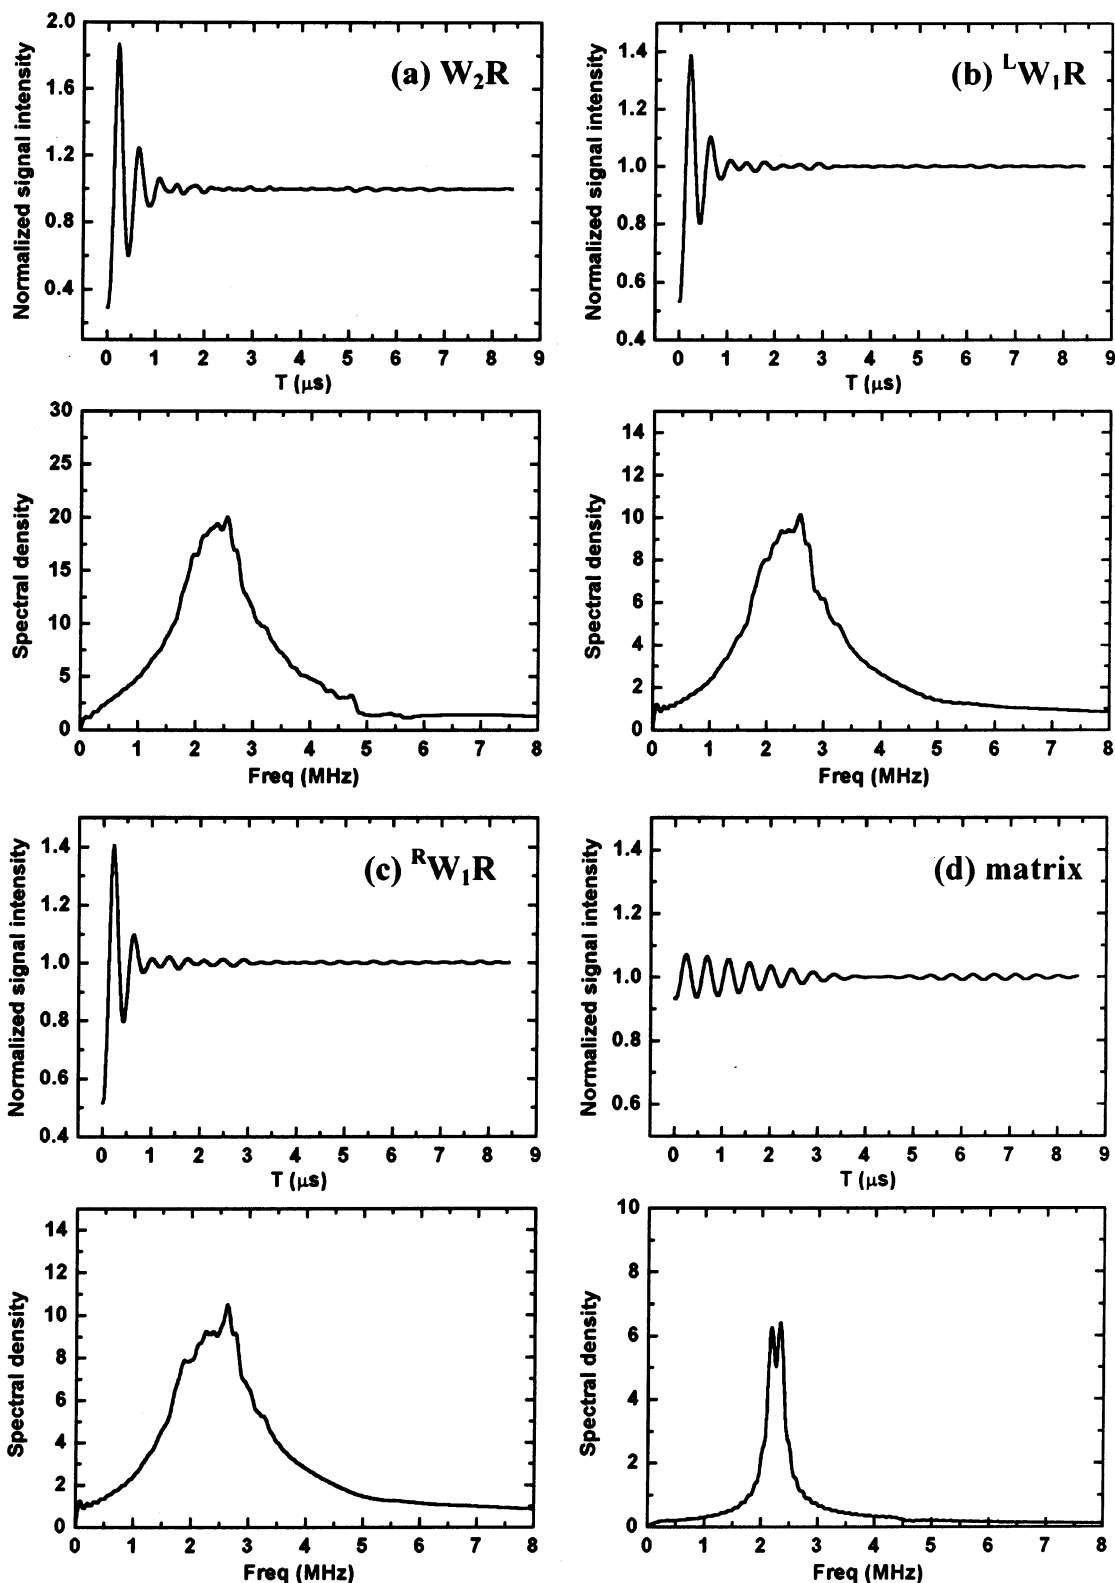 2.0
1.6
1.2
0.8
0.4
Normalized signal intensity
(a) W₂R
0 1 2 3 4 5 6 7 8 9
T (μs)
1.4
1.2
1.0
0.8
0.6
0.4
Normalized signal intensity
(b) ᴸW₁R
0 1 2 3 4 5 6 7 8 9
T (μs)
30
25
20
15
10
5
0
Spectral density
0 1 2 3 4 5 6 7 8
Freq (MHz)
14
12
10
8
6
4
2
0
Spectral density
0 1 2 3 4 5 6 7 8
Freq (MHz)
1.4
1.2
1.0
0.8
0.6
0.4
Normalized signal intensity
(c) ᴿW₁R
0 1 2 3 4 5 6 7 8 9
T (μs)
1.4
1.2
1.0
0.8
0.6
Normalized signal intensity
(d) matrix
0 1 2 3 4 5 6 7 8 9
T (μs)
14
12
10
8
6
4
2
0
Spectral density
0 1 2 3 4 5 6 7 8
Freq (MHz)
10
8
6
4
2
0
Spectral density
0 1 2 3 4 5 6 7 8
Freq (MHz)